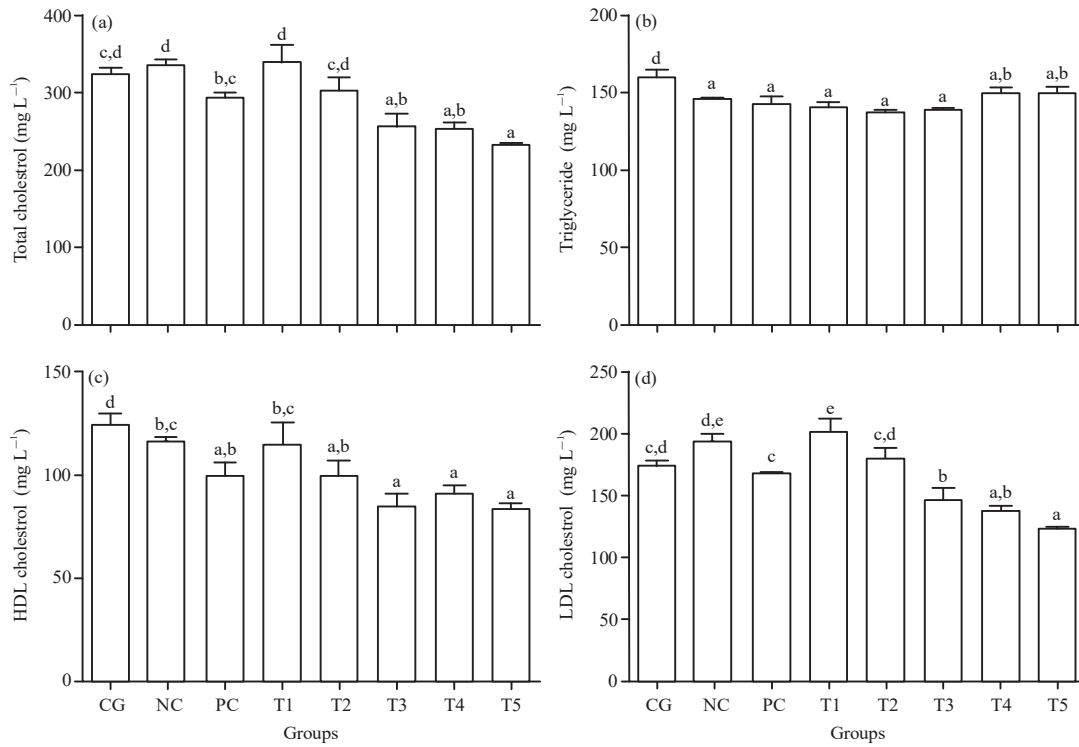 (a)
Total cholestrol (mg L⁻¹)
400
300
200
100
0
c,d
d
b,c
d
c,d
a,b
a,b
a
(b)
Triglyceride (mg L⁻¹)
200
150
100
50
0
d
a
a
a
a
a
a,b
a,b
(c)
HDL cholestrol (mg L⁻¹)
150
100
50
0
d
b,c
a,b
b,c
a,b
a
a
a
CG NC PC T1 T2 T3 T4 T5
Groups
(d)
LDL cholestrol (mg L⁻¹)
250
200
150
100
50
0
c,d
d,e
c
e
c,d
b
a,b
a
CG NC PC T1 T2 T3 T4 T5
Groups